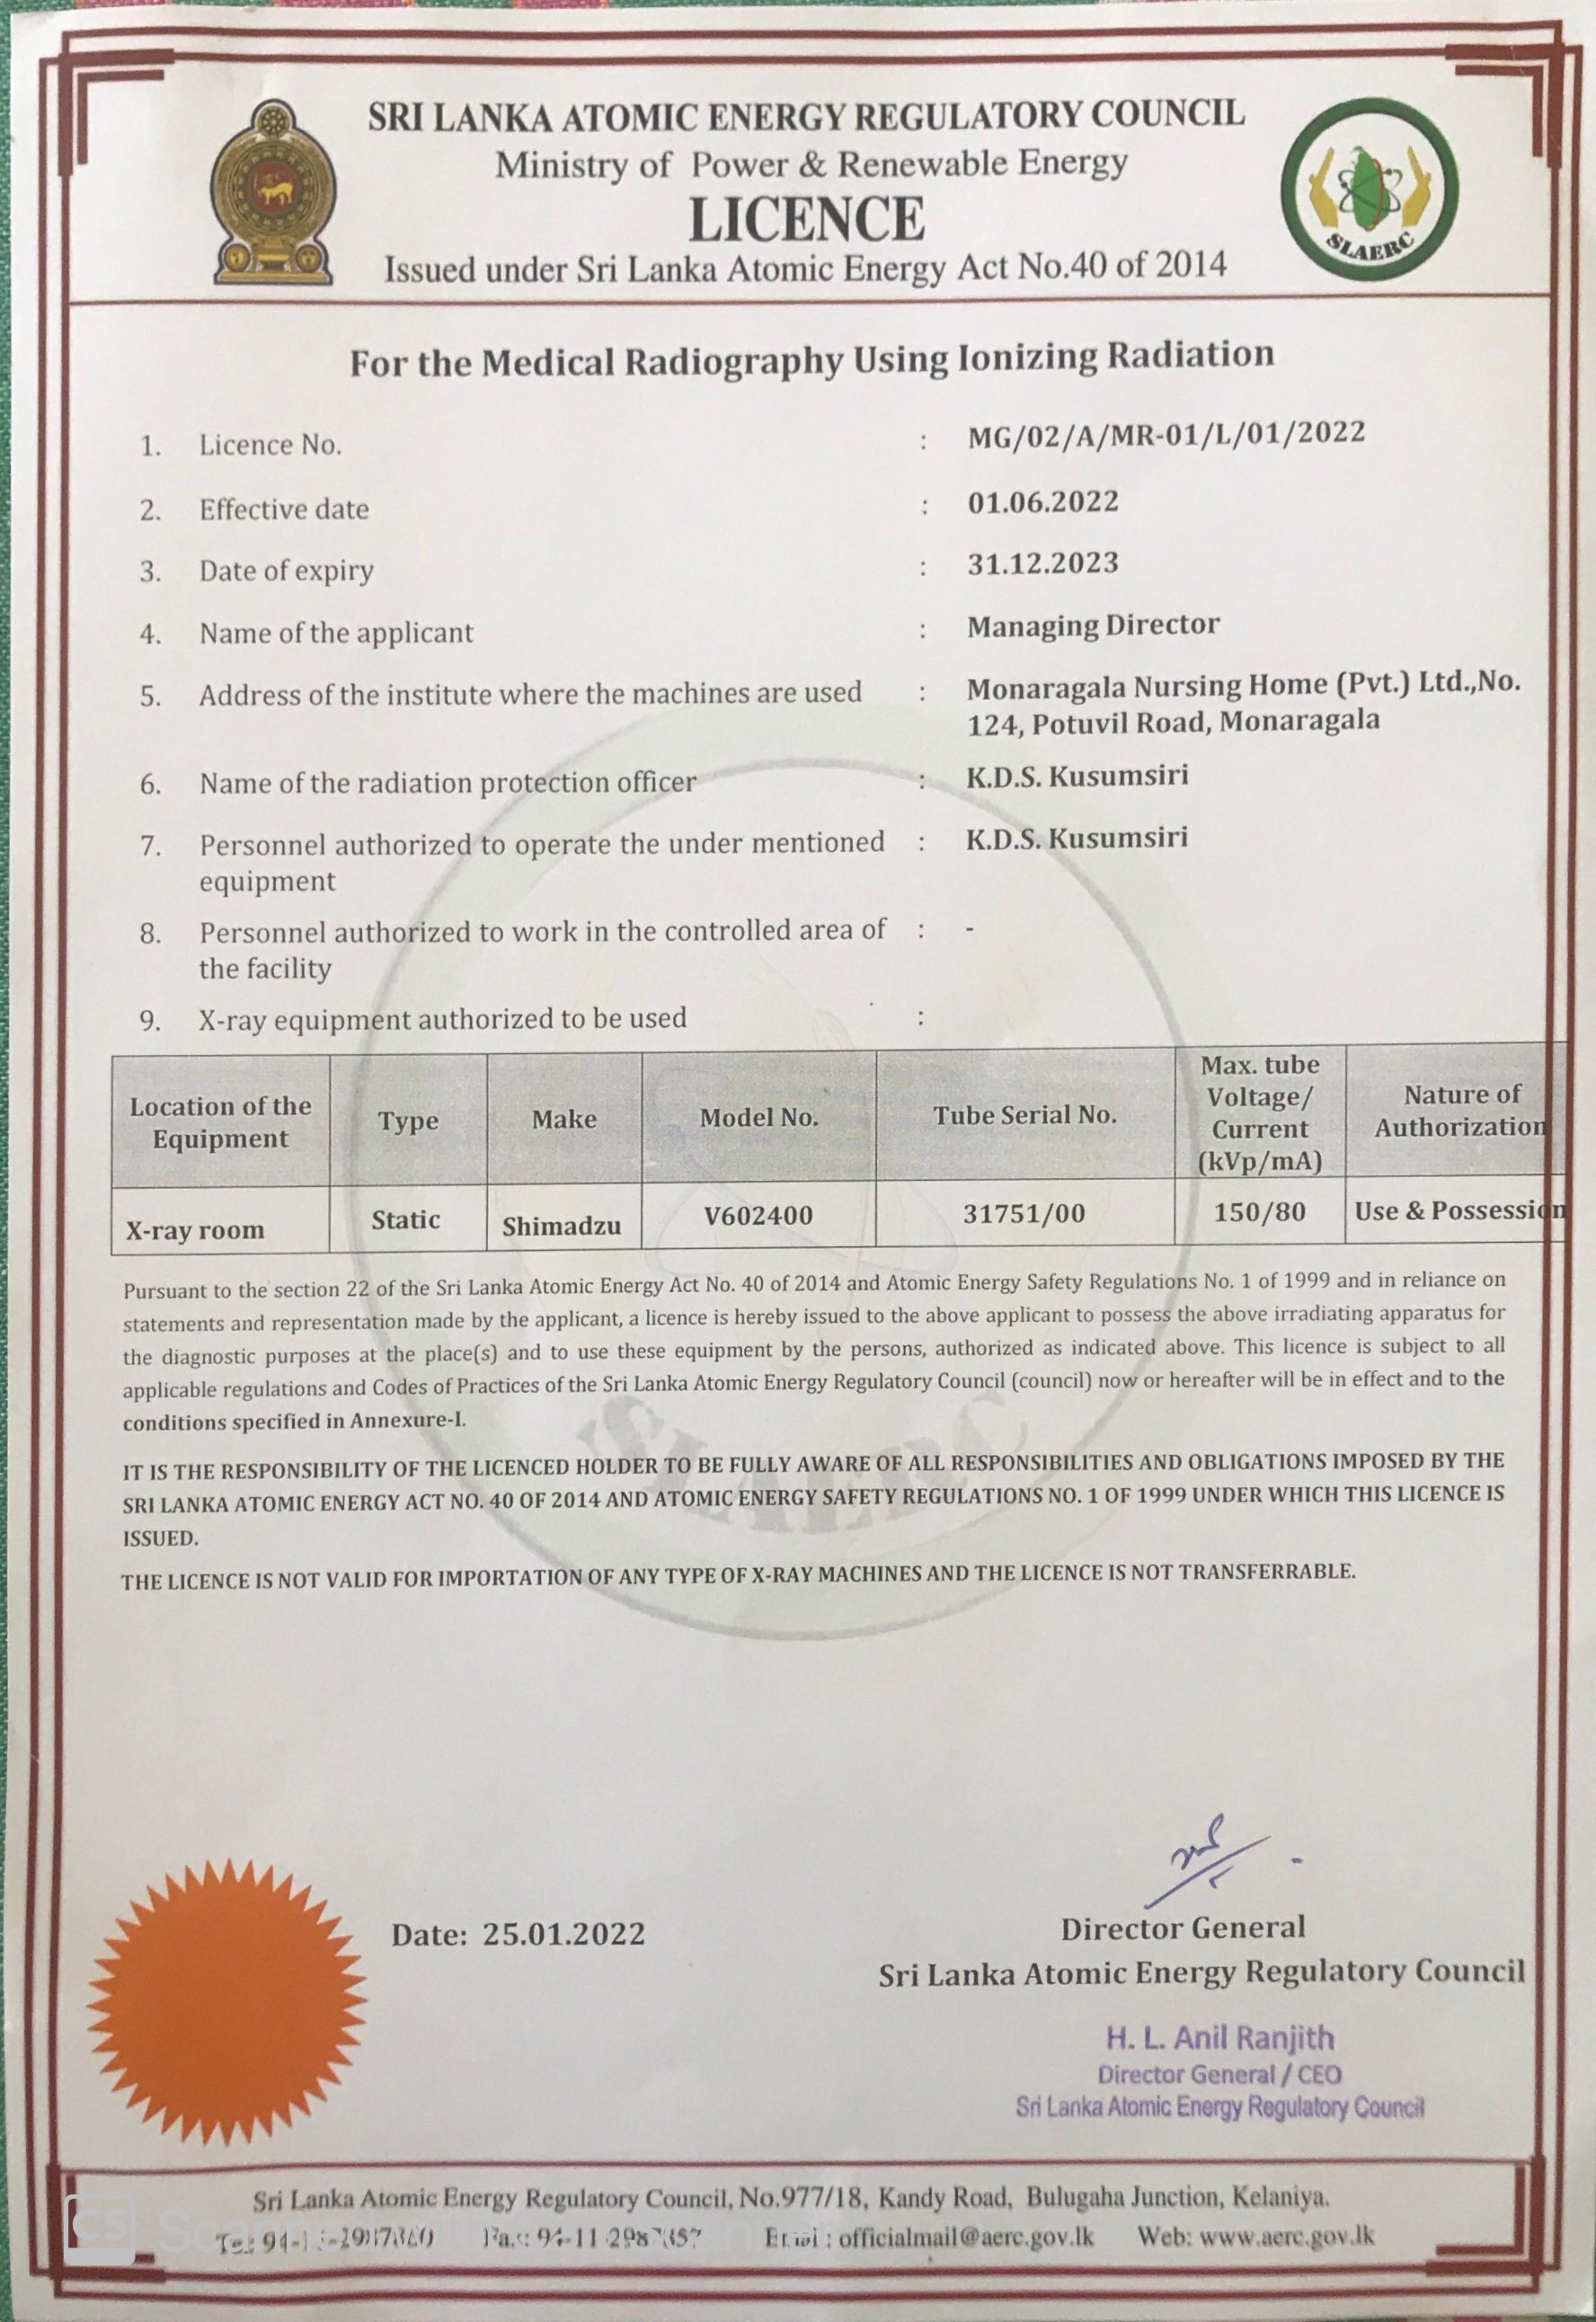 SRI LANKA ATOMIC ENERGY REGULATORY COUNCIL
Ministry of Power & Renewable Energy
LICENCE
Issued under Sri Lanka Atomic Energy Act No.40 of 2014
SLAERC
For the Medical Radiography Using Ionizing Radiation
1. Licence No. : MG/02/A/MR-01/L/01/2022
2. Effective date : 01.06.2022
3. Date of expiry : 31.12.2023
4. Name of the applicant : Managing Director
5. Address of the institute where the machines are used : Monaragala Nursing Home (Pvt.) Ltd.,No.
124, Potuvil Road, Monaragala
6. Name of the radiation protection officer : K.D.S. Kusumsiri
7. Personnel authorized to operate the under mentioned : K.D.S. Kusumsiri
equipment
8. Personnel authorized to work in the controlled area of : -
the facility
9. X-ray equipment authorized to be used :
Location of the Equipment Type Make Model No. Tube Serial No. Max. tube Voltage/ Current (kVp/mA) Nature of Authorization
X-ray room Static Shimadzu V602400 31751/00 150/80 Use & Possession
Pursuant to the section 22 of the Sri Lanka Atomic Energy Act No. 40 of 2014 and Atomic Energy Safety Regulations No. 1 of 1999 and in reliance on
statements and representation made by the applicant, a licence is hereby issued to the above applicant to possess the above irradiating apparatus for
the diagnostic purposes at the place(s) and to use these equipment by the persons, authorized as indicated above. This licence is subject to all
applicable regulations and Codes of Practices of the Sri Lanka Atomic Energy Regulatory Council (council) now or hereafter will be in effect and to the
conditions specified in Annexure-I.
SLAERC
IT IS THE RESPONSIBILITY OF THE LICENCED HOLDER TO BE FULLY AWARE OF ALL RESPONSIBILITIES AND OBLIGATIONS IMPOSED BY THE
SRI LANKA ATOMIC ENERGY ACT NO. 40 OF 2014 AND ATOMIC ENERGY SAFETY REGULATIONS NO. 1 OF 1999 UNDER WHICH THIS LICENCE IS
ISSUED.
THE LICENCE IS NOT VALID FOR IMPORTATION OF ANY TYPE OF X-RAY MACHINES AND THE LICENCE IS NOT TRANSFERRABLE.
Date: 25.01.2022
Director General
Sri Lanka Atomic Energy Regulatory Council
H. L. Anil Ranjith
Director General / CEO
Sri Lanka Atomic Energy Regulatory Council
Sri Lanka Atomic Energy Regulatory Council, No.977/18, Kandy Road, Bulugaha Junction, Kelaniya.
officialmail@aerc.gov.lk Web: www.aerc.gov.lk
CS